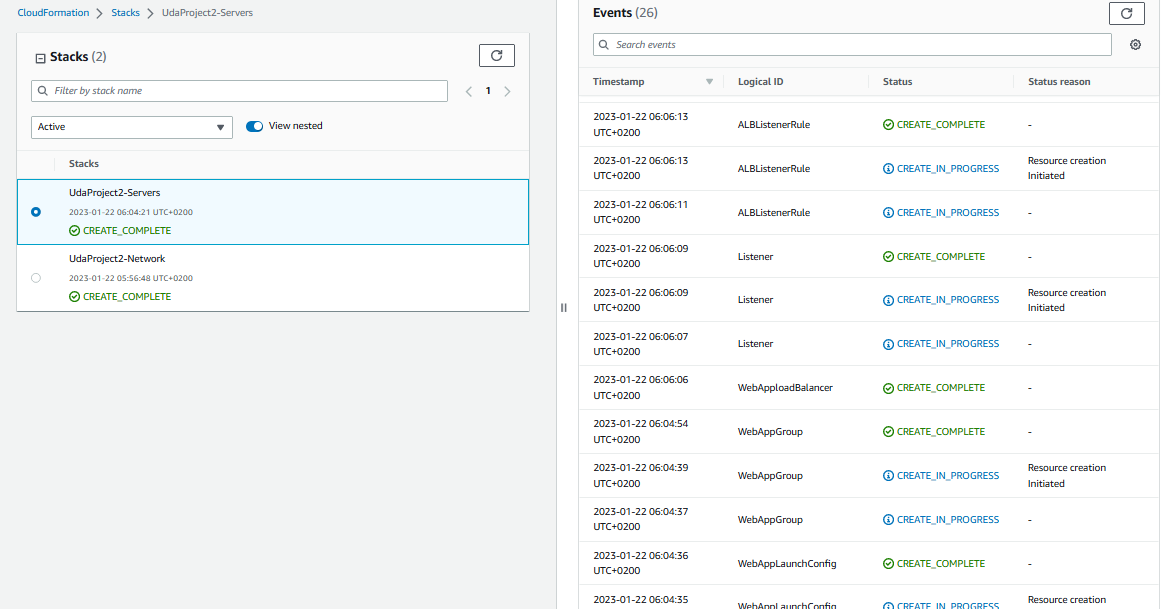 CloudFormation > Stacks > UdaProject2-Servers
Stacks (2)
Filter by stack name
1
Active
View nested
Stacks
UdaProject2-Servers
2023-01-22 06:04:21 UTC+0200
CREATE_COMPLETE
UdaProject2-Network
2023-01-22 05:56:48 UTC+0200
CREATE_COMPLETE
Events (26)
Search events
Timestamp Logical ID Status Status reason
2023-01-22 06:06:13
UTC+0200
ALBListenerRule
CREATE_COMPLETE
-
2023-01-22 06:06:13
UTC+0200
ALBListenerRule
CREATE_IN_PROGRESS
Resource creation
Initiated
2023-01-22 06:06:11
UTC+0200
ALBListenerRule
CREATE_IN_PROGRESS
-
2023-01-22 06:06:09
UTC+0200
Listener
CREATE_COMPLETE
-
2023-01-22 06:06:09
UTC+0200
Listener
CREATE_IN_PROGRESS
Resource creation
Initiated
2023-01-22 06:06:07
UTC+0200
Listener
CREATE_IN_PROGRESS
-
2023-01-22 06:06:06
UTC+0200
WebApploadBalancer
CREATE_COMPLETE
-
2023-01-22 06:04:54
UTC+0200
WebAppGroup
CREATE_COMPLETE
-
2023-01-22 06:04:39
UTC+0200
WebAppGroup
CREATE_IN_PROGRESS
Resource creation
Initiated
2023-01-22 06:04:37
UTC+0200
WebAppGroup
CREATE_IN_PROGRESS
-
2023-01-22 06:04:36
UTC+0200
WebAppLaunchConfig
CREATE_COMPLETE
-
2023-01-22 06:04:35
WebAppLaunchConfig
CREATE_IN_PROGRESS
Resource creation